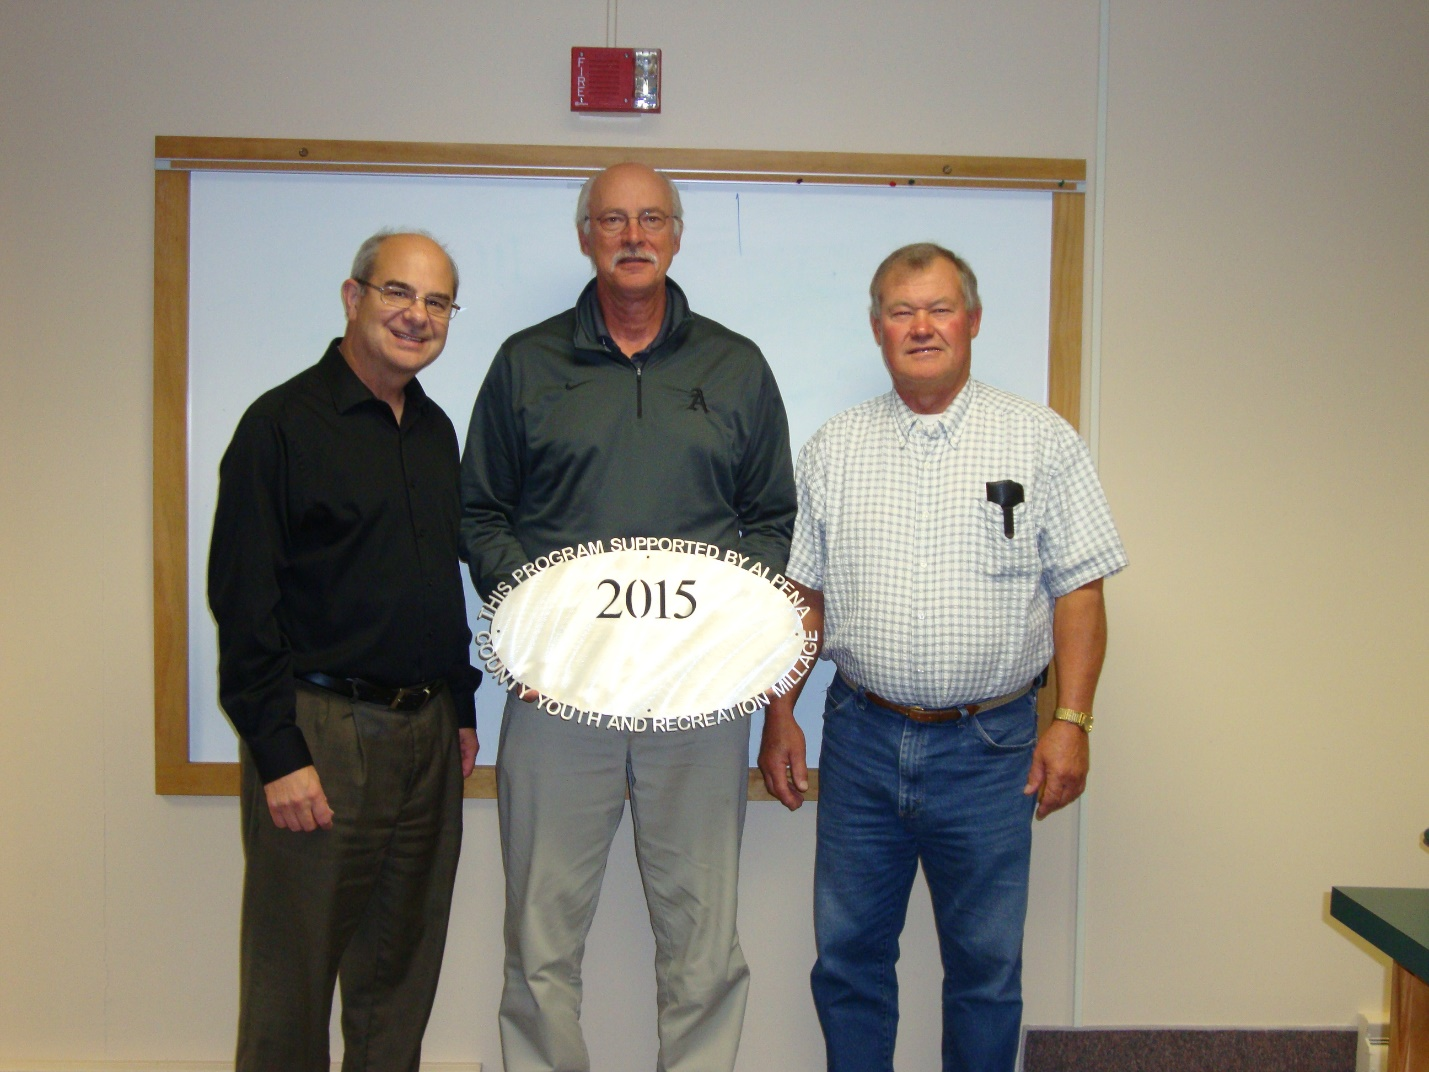 FIRE
A
THIS PROGRAM SUPPORTED BY ALPENA
2015
COUNTY YOUTH AND RECREATION MILLAGE